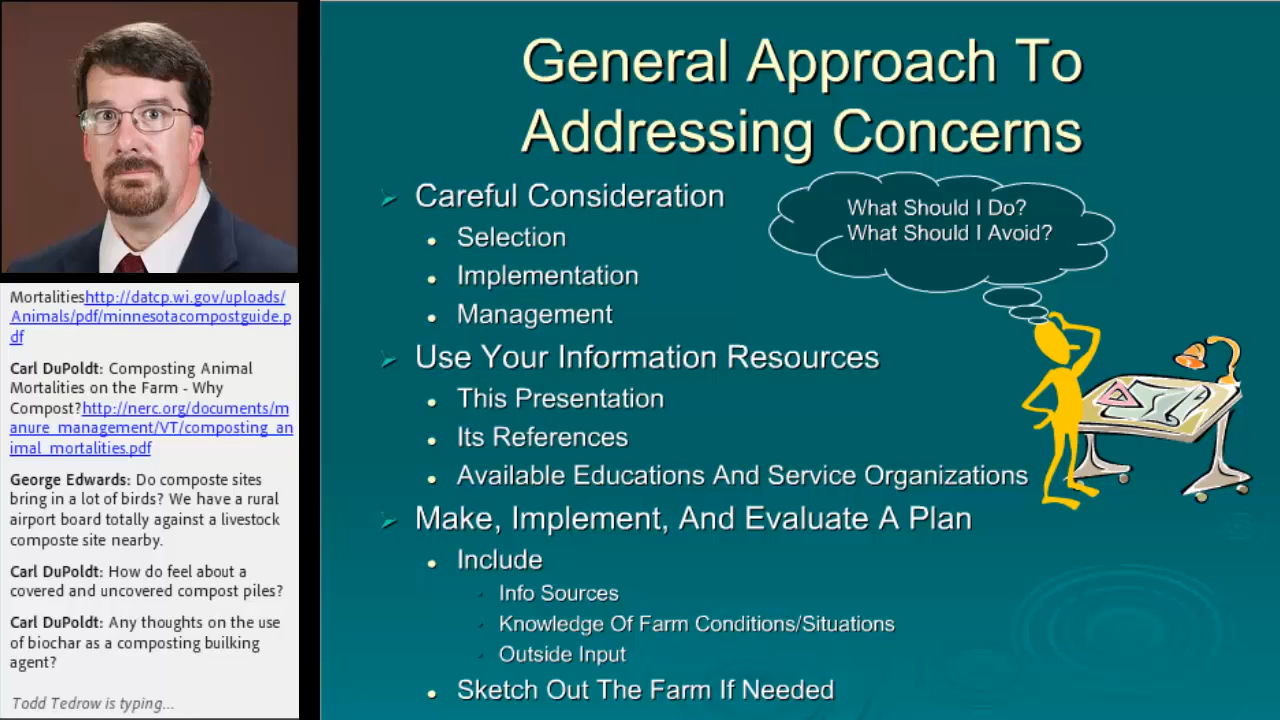 General Approach To
Addressing Concerns
Careful Consideration
Selection
Implementation
Management
Use Your Information Resources
This Presentation
Its References
Available Educations And Service Organizations
Make, Implement, And Evaluate A Plan
Include
Info Sources
Knowledge Of Farm Conditions/Situations
Outside Input
Sketch Out The Farm If Needed
What Should I Do?
What Should I Avoid?
Mortalitieshttp://datcp.wi.gov/uploads/
Animals/pdf/minnesotacompostguide.p
df
Carl DuPoldt: Composting Animal
Mortalities on the Farm - Why
Compost?http://nerc.org/documents/m
anure_management/VT/composting_an
imal_mortalities.pdf
George Edwards: Do composte sites
bring in a lot of birds? We have a rural
airport board totally against a livestock
composte site nearby.
Carl DuPoldt: How do feel about a
covered and uncovered compost piles?
Carl DuPoldt: Any thoughts on the use
of biochar as a composting builking
agent?
Todd Tedrow is typing...